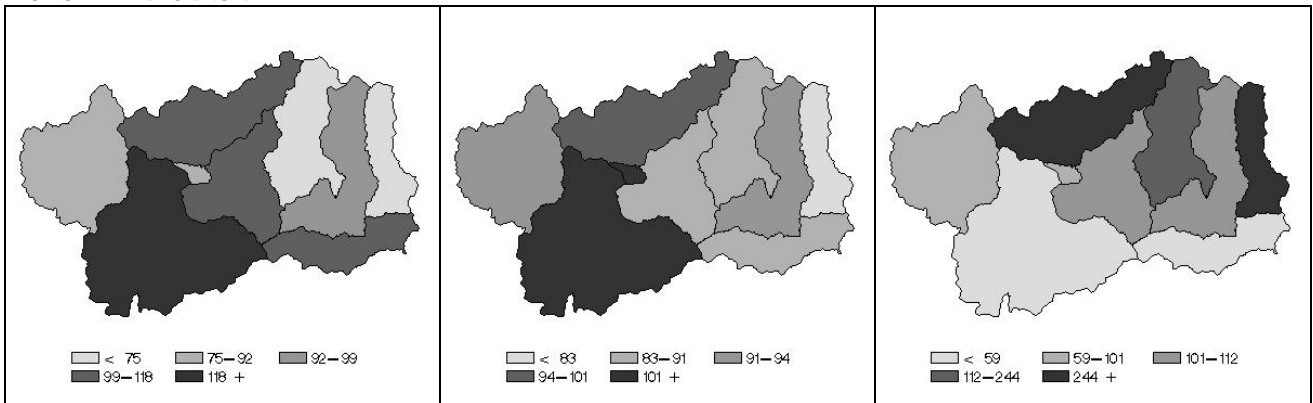 < 75 75–92 92–99
99–118 118 +
< 83 83–91 91–94
94–101 101 +
< 59 59–101 101–112
112–244 244 +